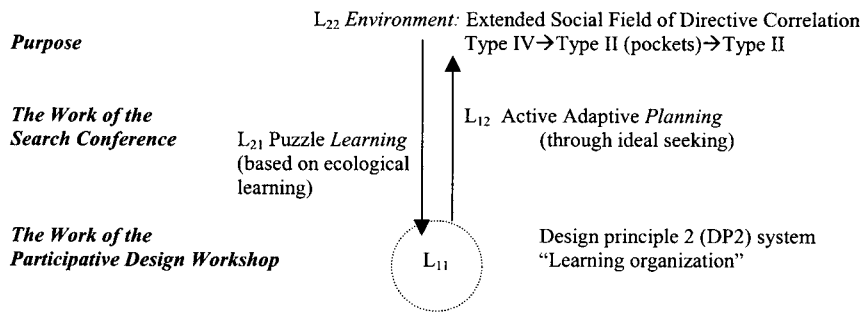 L₂₂ Environment: Extended Social Field of Directive Correlation
Purpose
Type IV→Type II (pockets)→Type II
The Work of the
Search Conference
L₂₁ Puzzle Learning
(based on ecological
learning)
L₁₂ Active Adaptive Planning
(through ideal seeking)
The Work of the
Participative Design Workshop
L₁₁
Design principle 2 (DP2) system
“Learning organization”